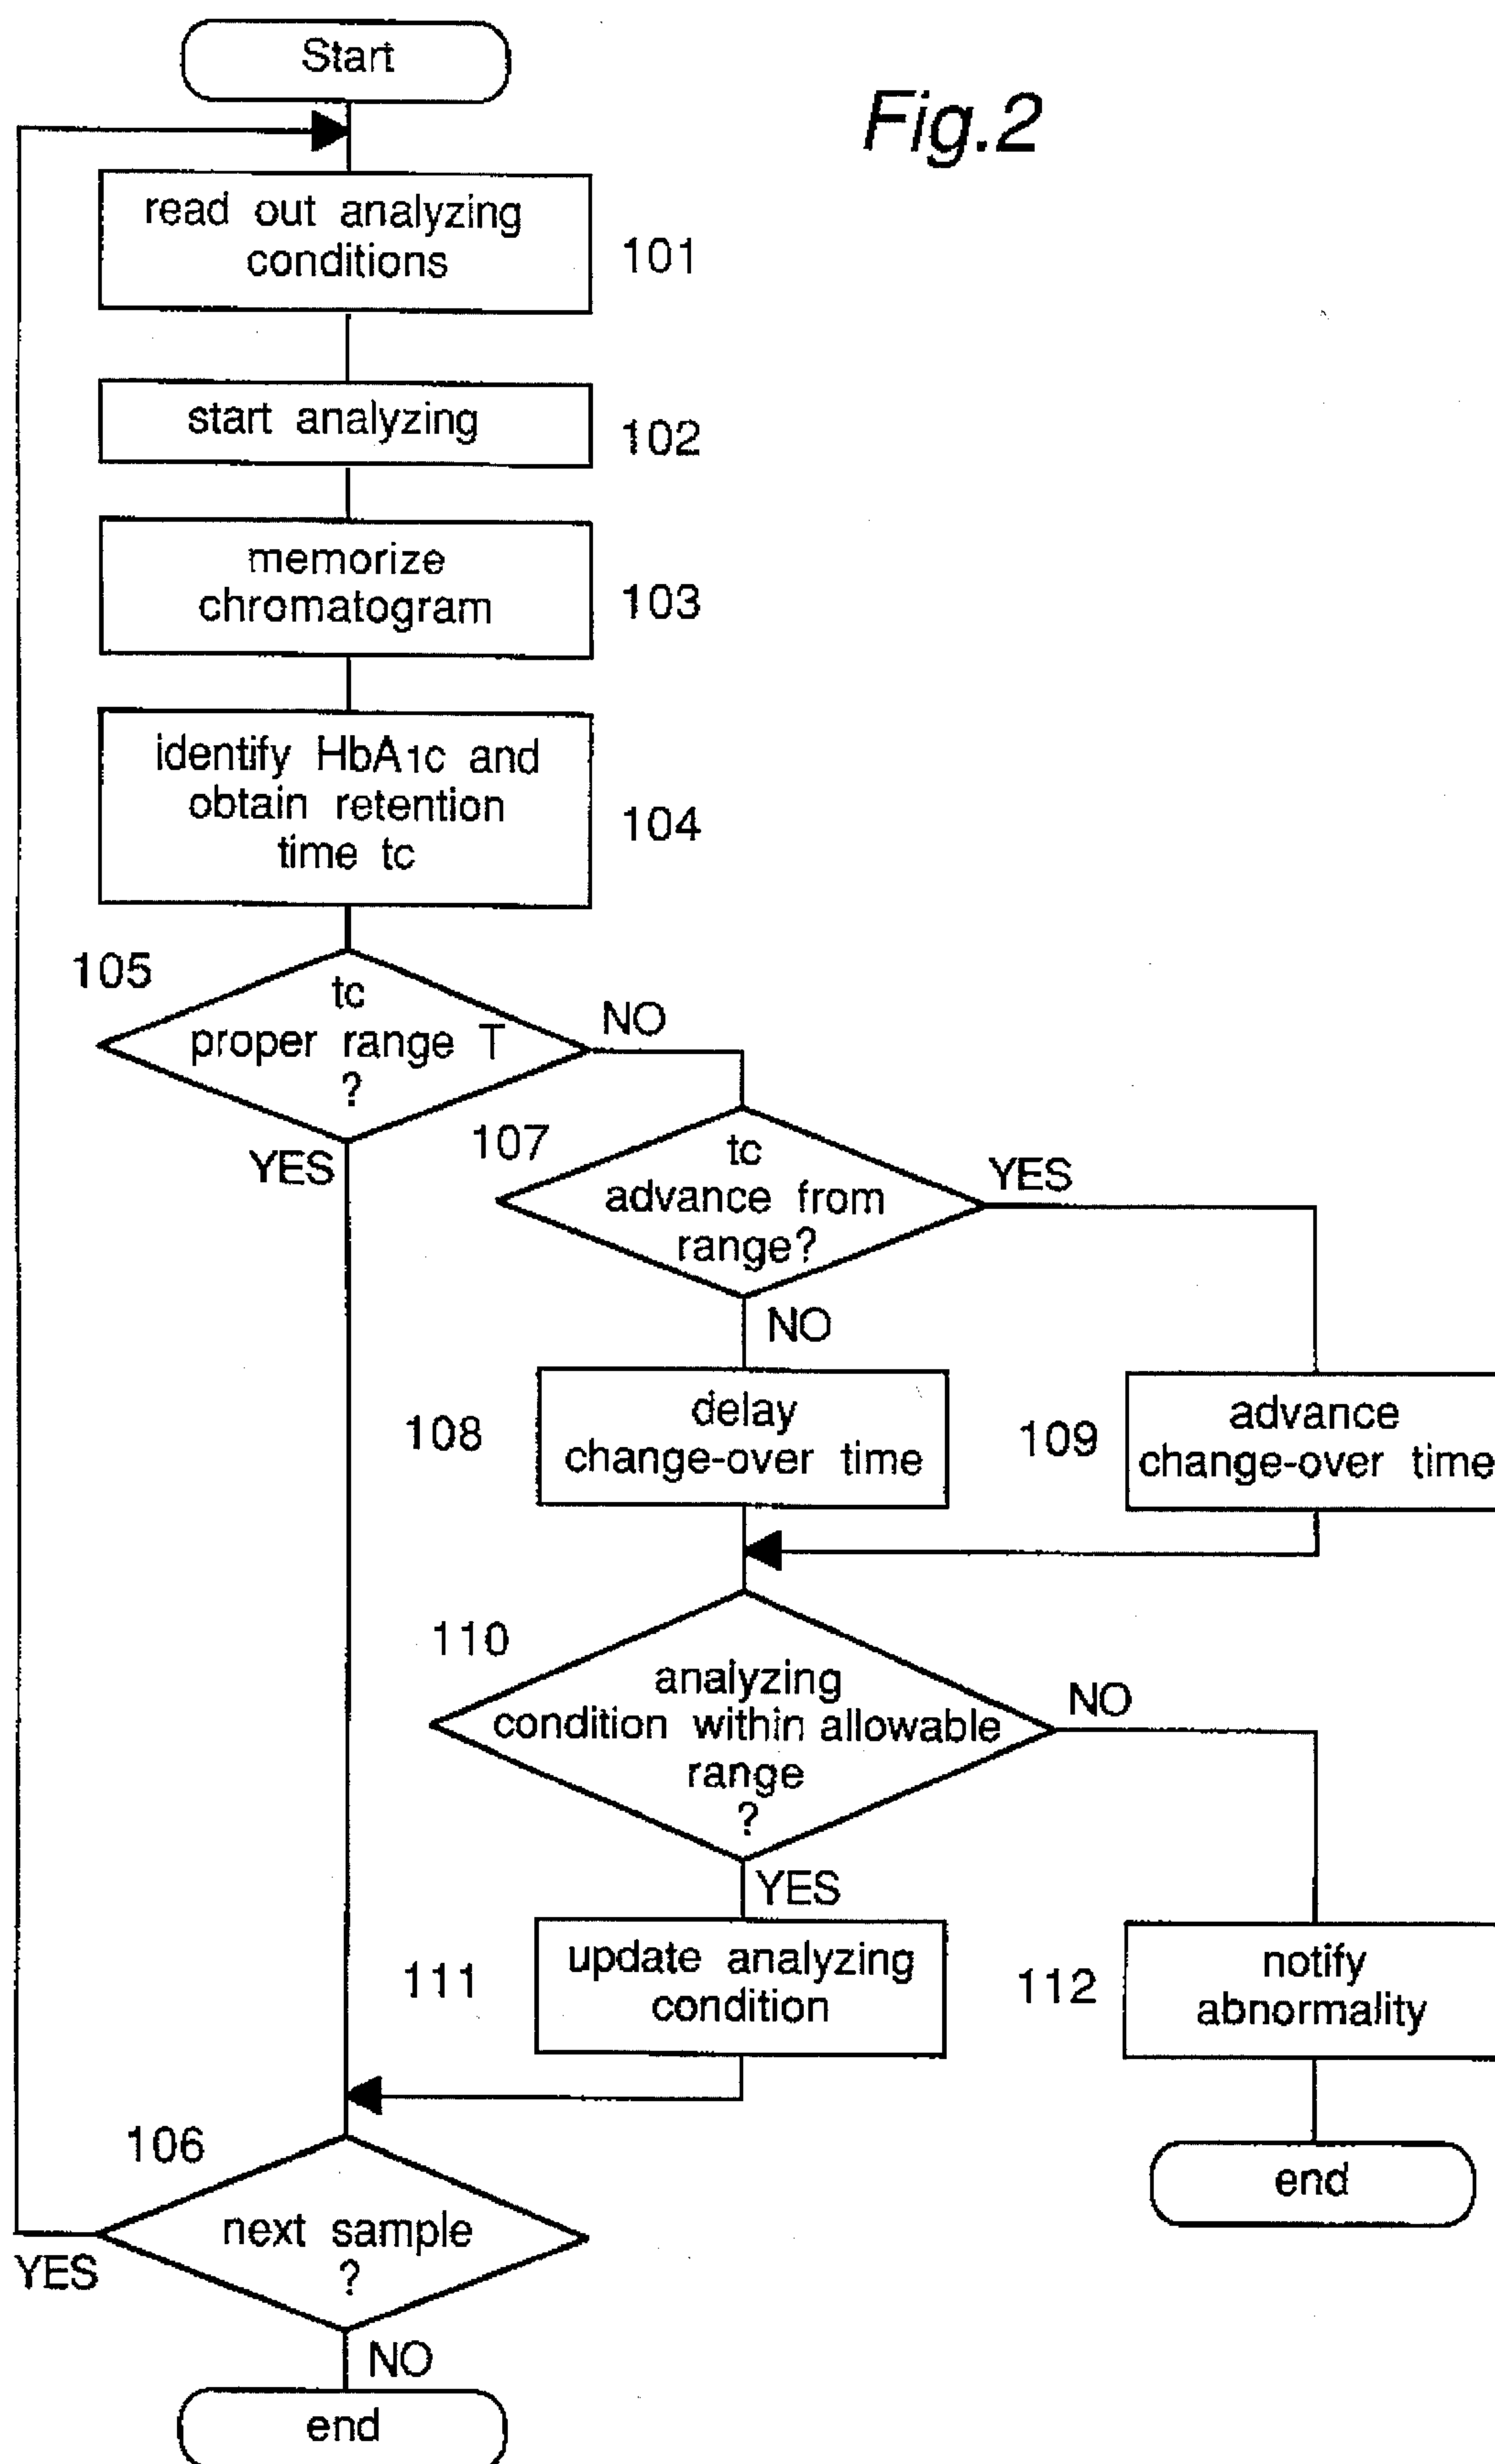 Start
Fig.2
read out analyzing
conditions
101
start analyzing
102
memorize
chromatogram
103
identify HbA1c and
obtain retention
time tc
104
105
tc
proper range T
?
NO
YES
107
tc
advance from
range?
YES
NO
108
delay
change-over time
109
advance
change-over time
110
analyzing
condition within allowable
range
?
NO
YES
111
update analyzing
condition
112
notify
abnormality
end
106
next sample
?
YES
NO
end